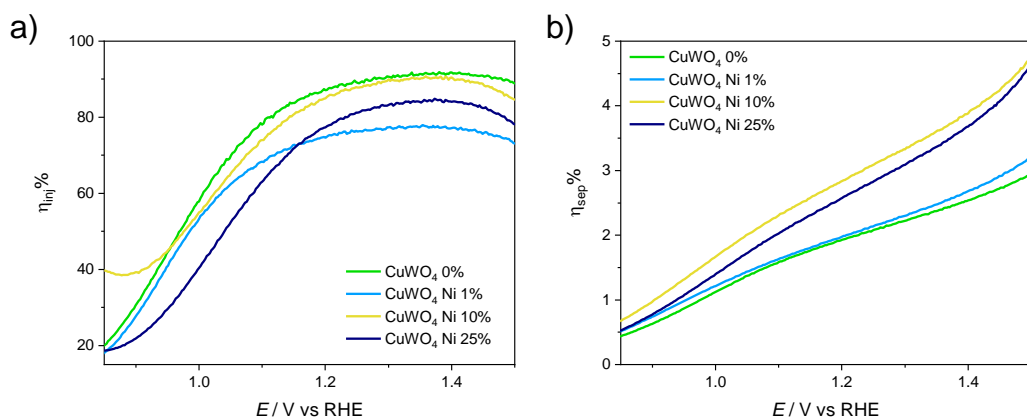 a)
100
80
60
40
20
η_inj%
1.0
1.2
1.4
E / V vs RHE
CuWO₄ 0%
CuWO₄ Ni 1%
CuWO₄ Ni 10%
CuWO₄ Ni 25%
b)
5
4
3
2
1
0
η_sep%
1.0
1.2
1.4
E / V vs RHE
CuWO₄ 0%
CuWO₄ Ni 1%
CuWO₄ Ni 10%
CuWO₄ Ni 25%